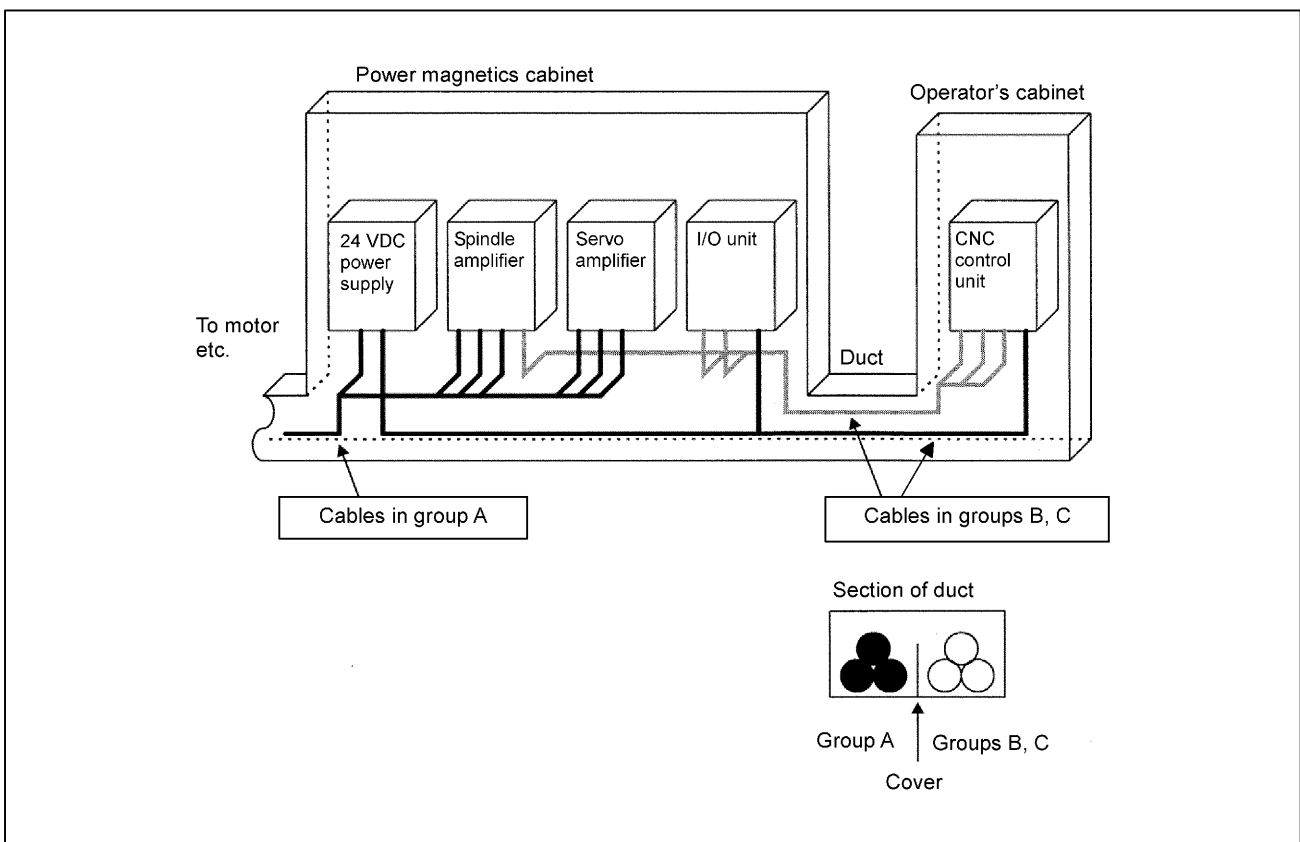 Power magnetics cabinet
Operator's cabinet
24 VDC
power
supply
Spindle
amplifier
Servo
amplifier
I/O unit
CNC
control
unit
To motor
etc.
Duct
Cables in group A
Cables in groups B, C
Section of duct
Group A
Groups B, C
Cover